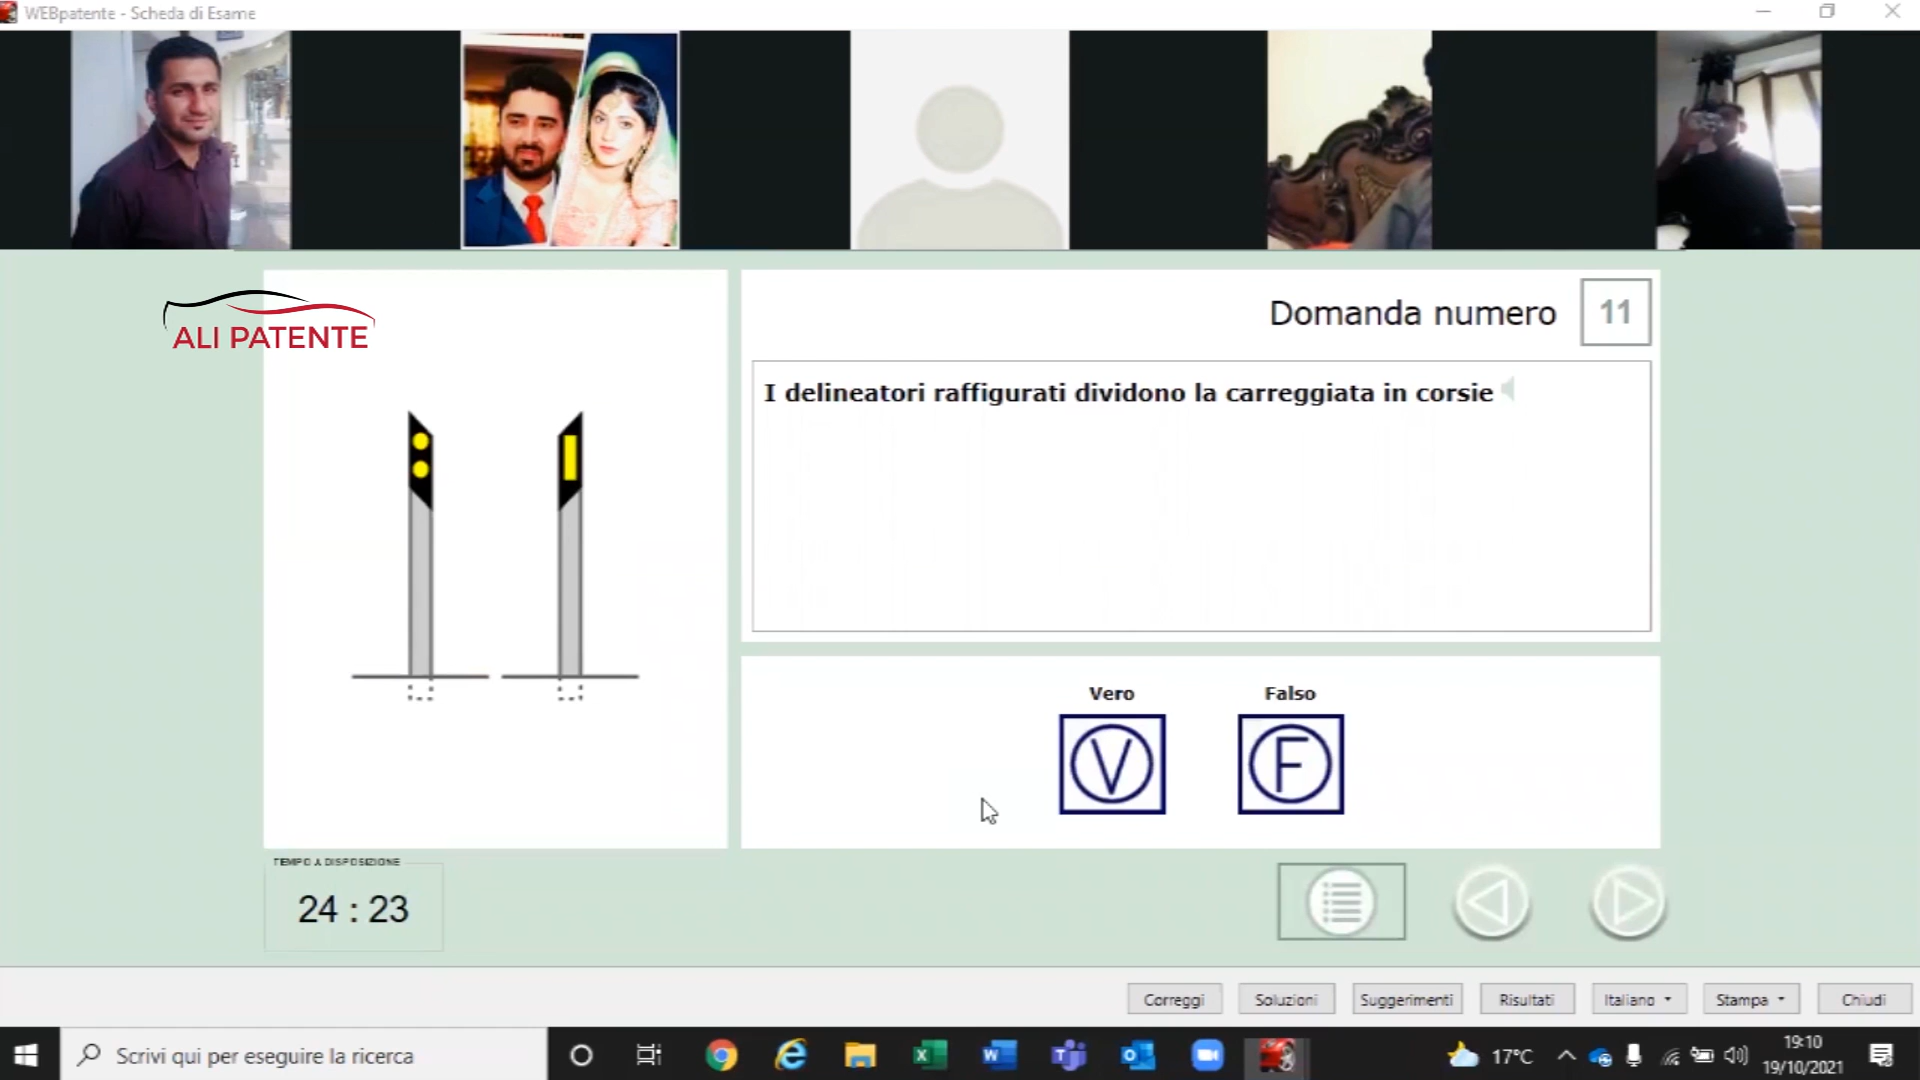 WEBpatente - Scheda di Esame
ALI PATENTE
Domanda numero 11
I delineatori raffigurati dividono la carreggiata in corsie
Vero Falso
V F
TEMPO A DISPOSIZIONE
24 : 23
Correggi Soluzioni Suggerimenti Risultati Italiano Stampa Chiudi
Scrivi qui per eseguire la ricerca
17°C
19:10
19/10/2021